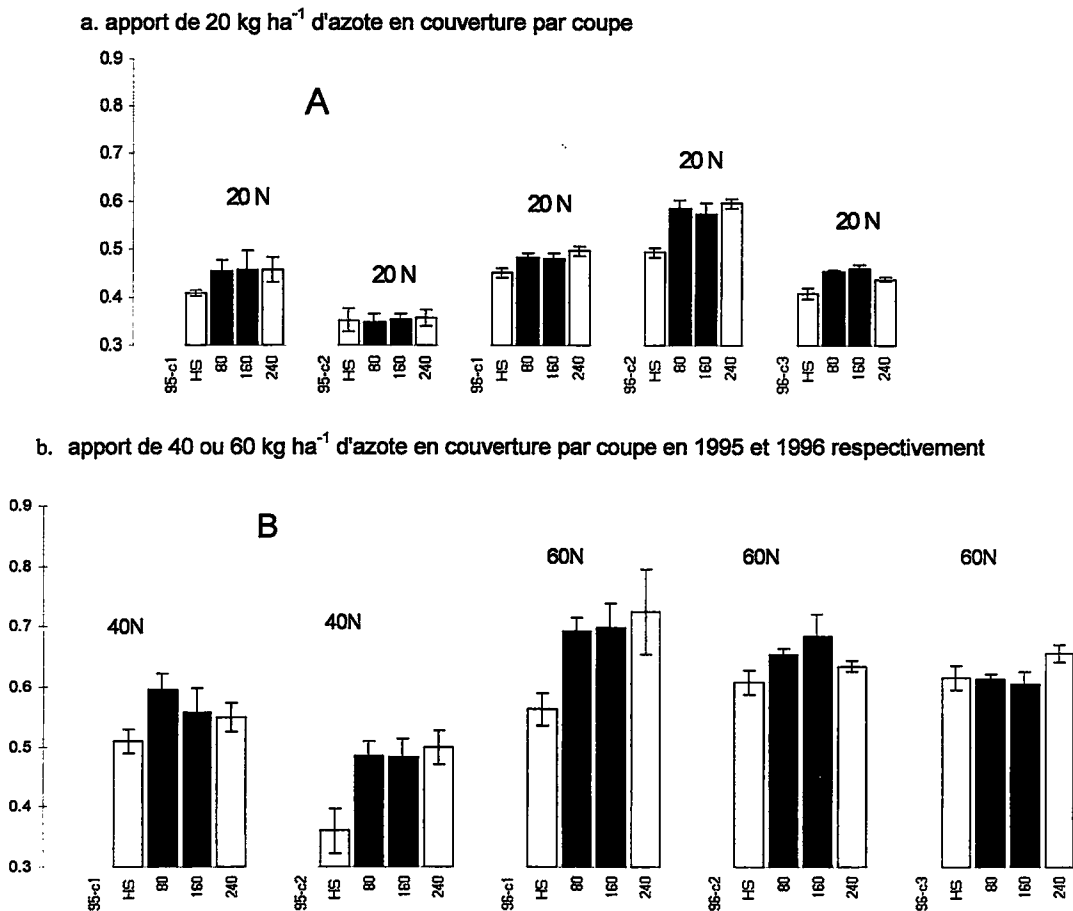 a. apport de 20 kg ha⁻¹ d'azote en couverture par coupe
0.9
0.8
0.7
0.6
0.5
0.4
0.3
A
20 N
20 N
20 N
20 N
20 N
95-c1 HS 80 160 240
95-c2 HS 80 160 240
96-c1 HS 80 160 240
96-c2 HS 80 160 240
96-c3 HS 80 160 240
b. apport de 40 ou 60 kg ha⁻¹ d'azote en couverture par coupe en 1995 et 1996 respectivement
0.9
0.8
0.7
0.6
0.5
0.4
0.3
B
40N
40N
60N
60N
60N
95-c1 HS 80 160 240
95-c2 HS 80 160 240
96-c1 HS 80 160 240
96-c2 HS 80 160 240
96-c3 HS 80 160 240